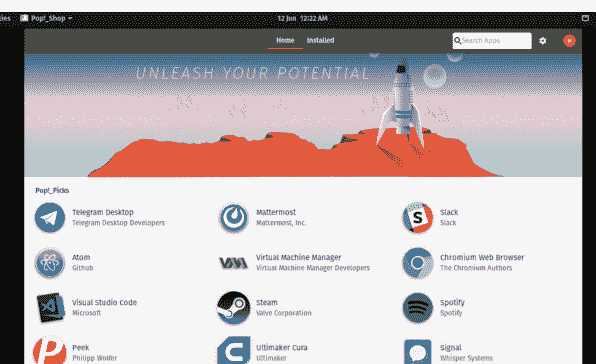 ies Pop!_Shop 12 Jun 12:22 AM
Home Installed Search Apps
UNLEASH YOUR POTENTIAL
Pop!_Picks
Telegram Desktop Mattermost Slack
Telegram Desktop Developers Mattermost, Inc. Slack
Atom Virtual Machine Manager Chromium Web Browser
Github Virtual Machine Manager Developers The Chromium Authors
Visual Studio Code Steam Spotify
Microsoft Valve Corporation Spotify
Peek Ultimaker Cura Signal
Philipp Wolfer Ultimaker Whisper Systems